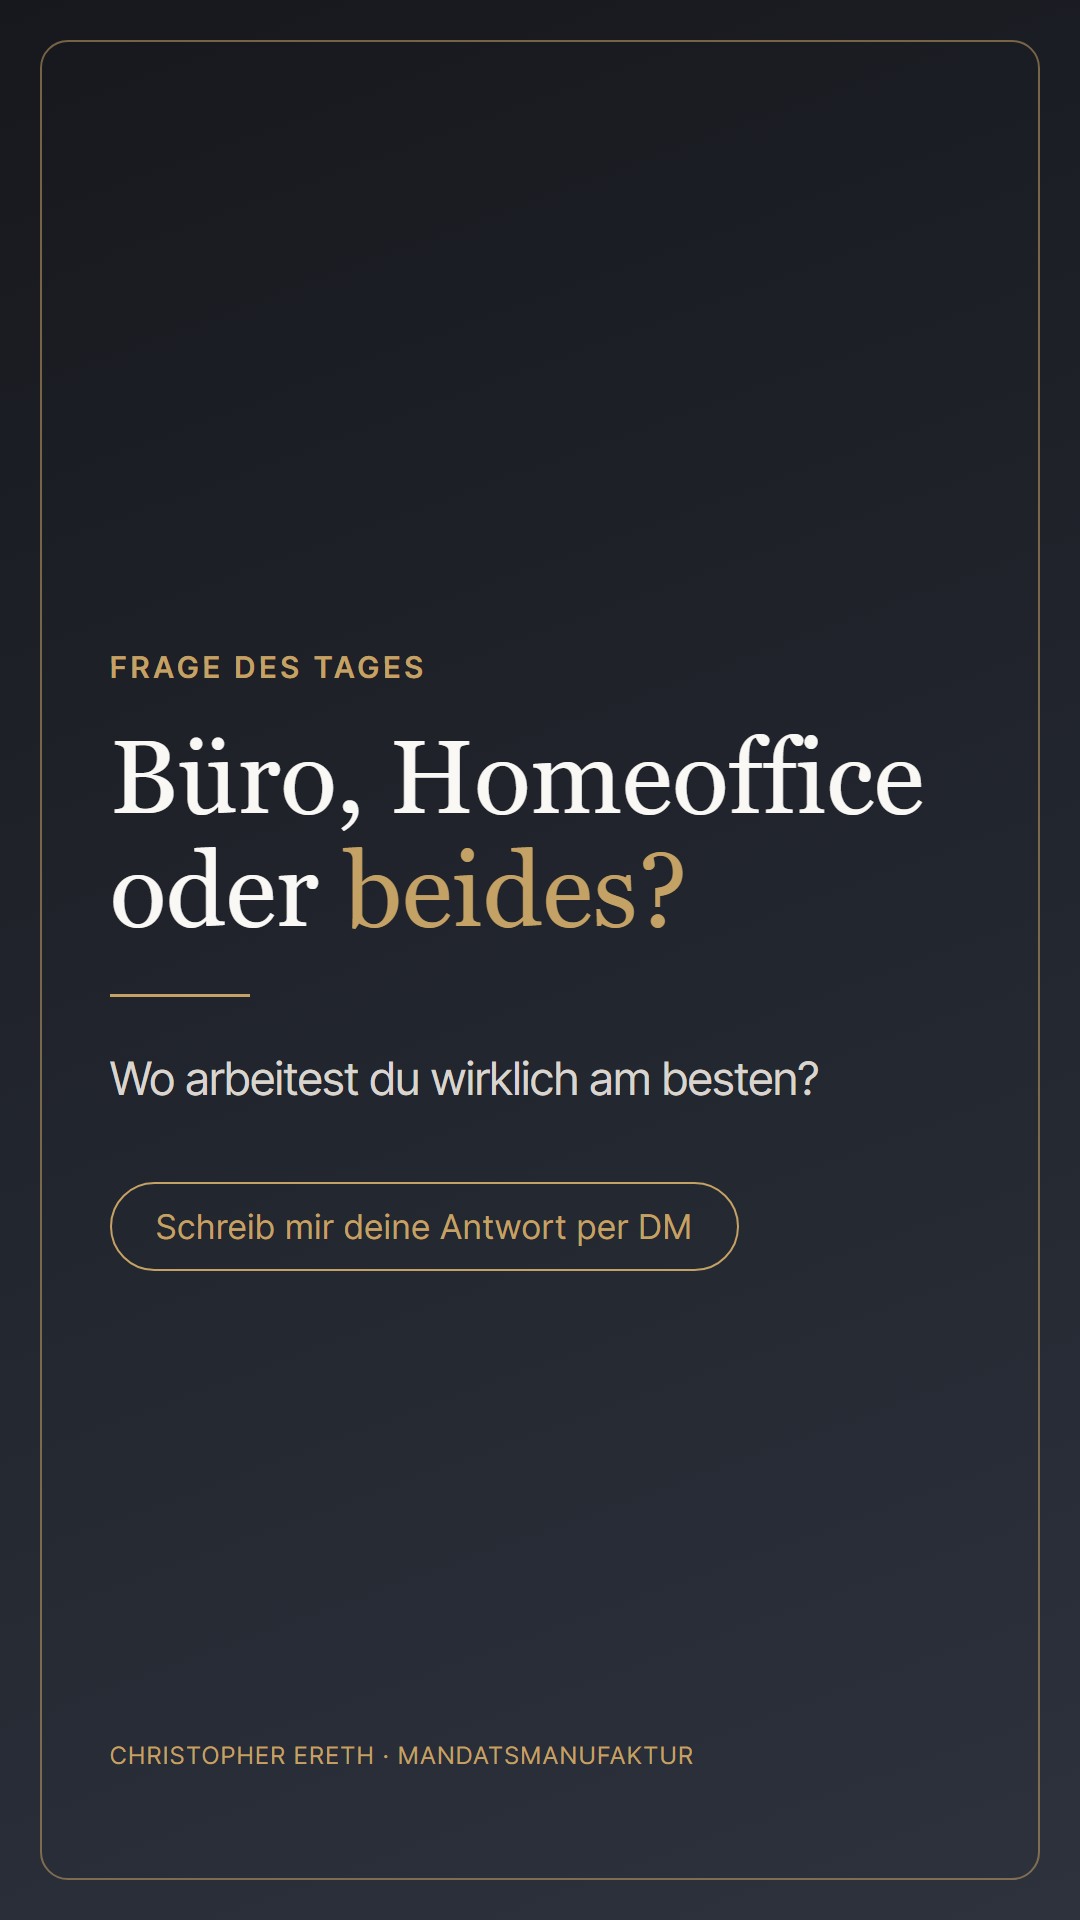 FRAGE DES TAGES
Büro, Homeoffice
oder beides?
Wo arbeitest du wirklich am besten?
Schreib mir deine Antwort per DM
CHRISTOPHER ERETH · MANDATSMANUFAKTUR